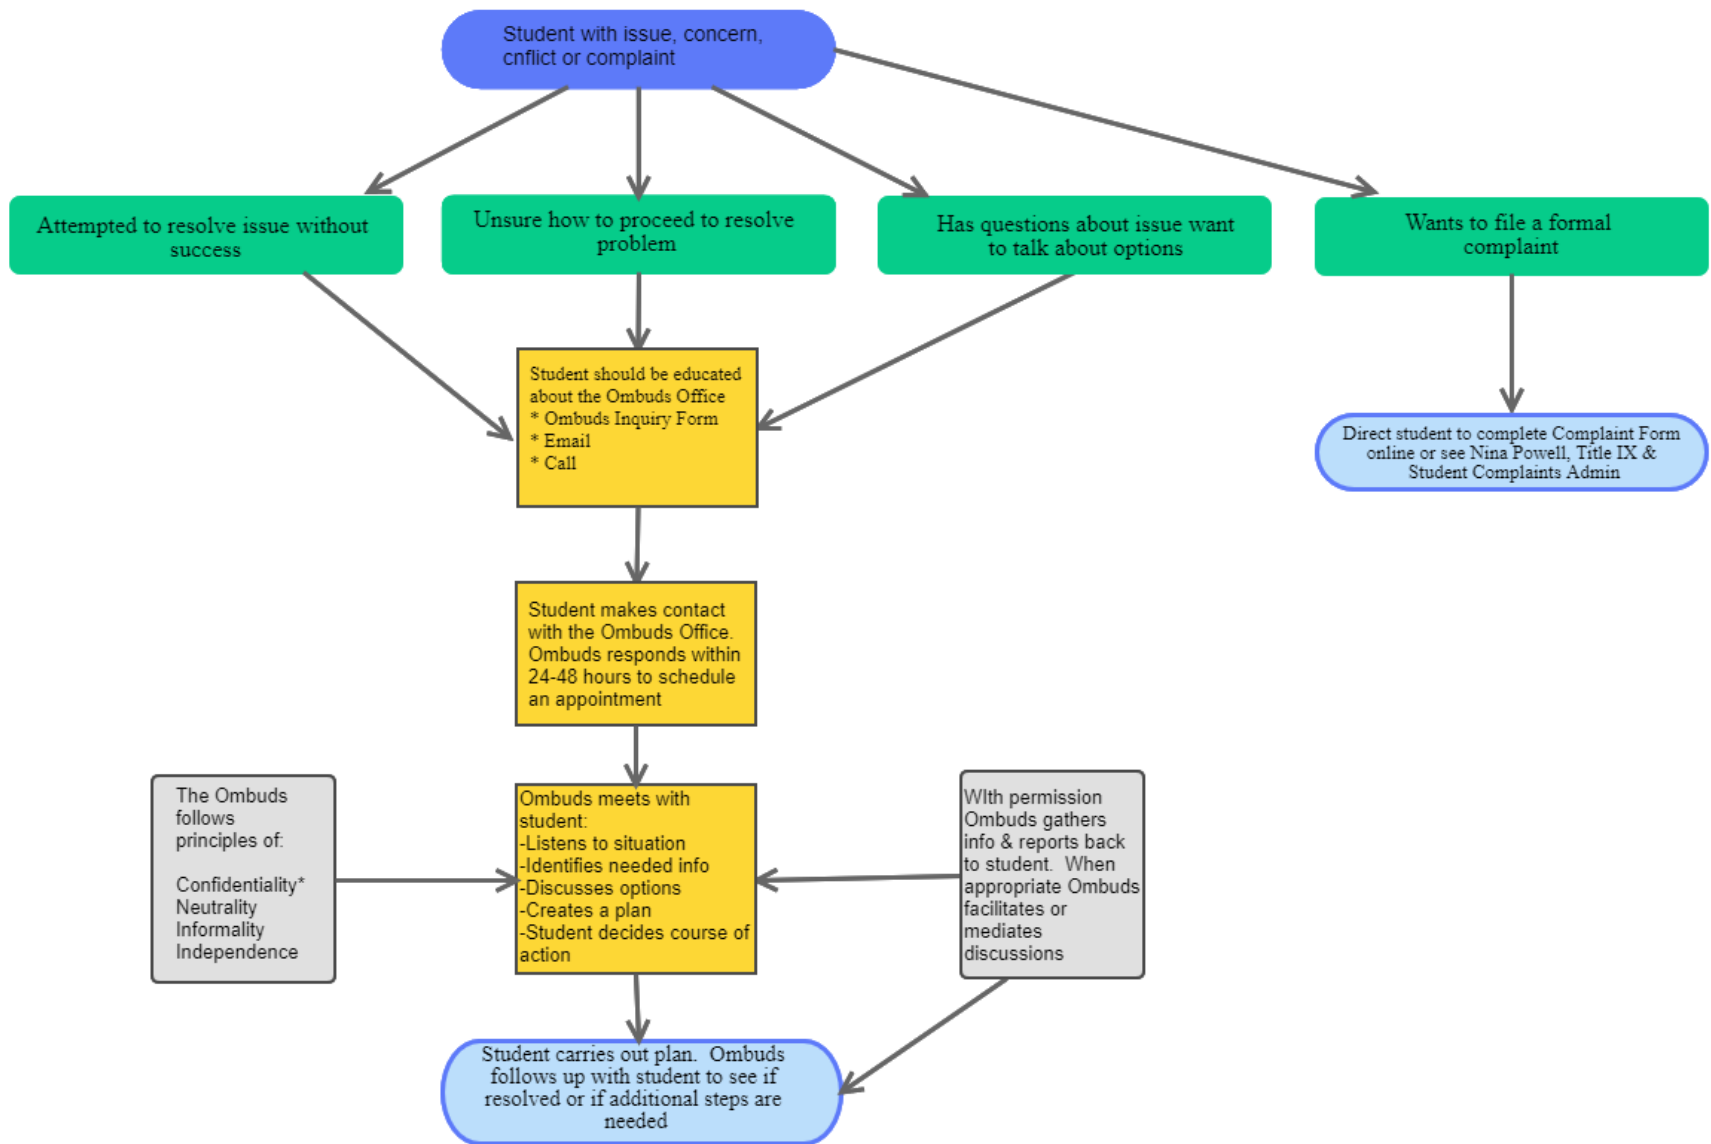 Student with issue, concern,
cnflict or complaint
Attempted to resolve issue without
success
Unsure how to proceed to resolve
problem
Has questions about issue want
to talk about options
Wants to file a formal
complaint
Student should be educated
about the Ombuds Office
* Ombuds Inquiry Form
* Email
* Call
Direct student to complete Complaint Form
online or see Nina Powell, Title IX &
Student Complaints Admin
Student makes contact
with the Ombuds Office.
Ombuds responds within
24-48 hours to schedule
an appointment
The Ombuds
follows
principles of:
Confidentiality*
Neutrality
Informality
Independence
Ombuds meets with
student:
-Listens to situation
-Identifies needed info
-Discusses options
-Creates a plan
-Student decides course of
action
WIth permission
Ombuds gathers
info & reports back
to student. When
appropriate Ombuds
facilitates or
mediates
discussions
Student carries out plan. Ombuds
follows up with student to see if
resolved or if additional steps are
needed